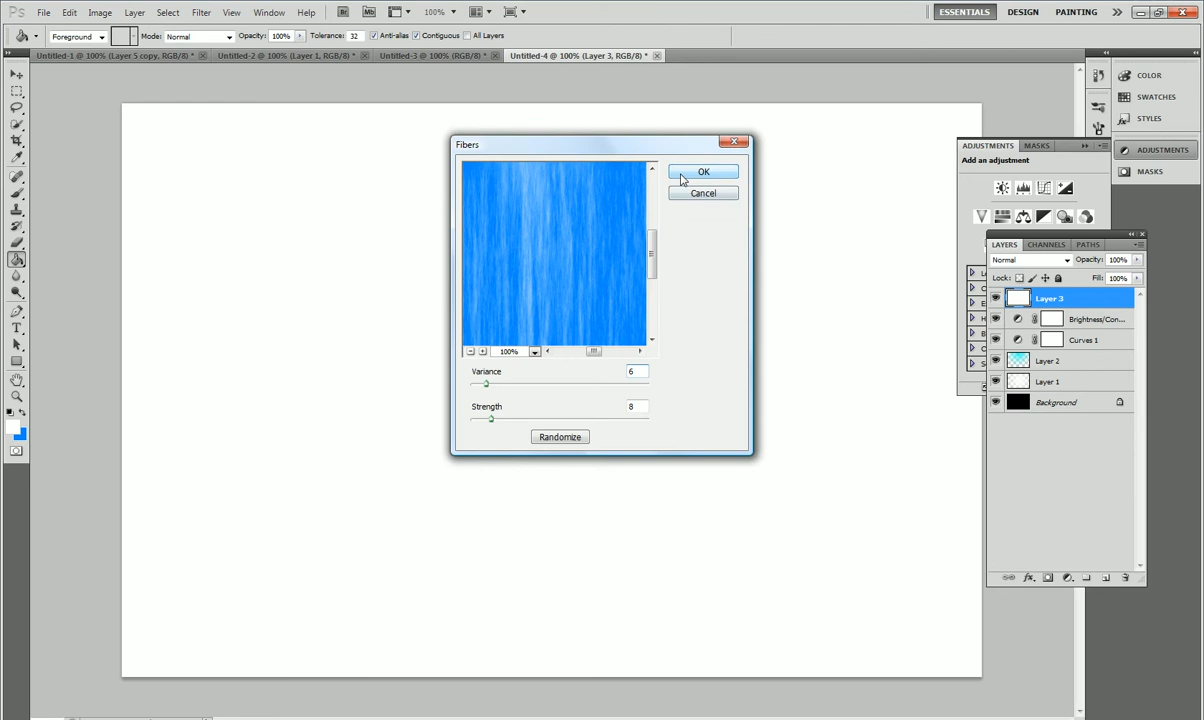 Ps File Edit Image Layer Select Filter View Window Help Br Mb 100% ESSENTIALS DESIGN PAINTING
Foreground Mode: Normal Opacity: 100% Tolerance: 32 Anti-alias Contiguous All Layers
Untitled-1 @ 100% (Layer 5 copy, RGB/8) * Untitled-2 @ 100% (Layer 1, RGB/8) * Untitled-3 @ 100% (RGB/8) * Untitled-4 @ 100% (Layer 3, RGB/8) *
COLOR
SWATCHES
STYLES
ADJUSTMENTS
MASKS
ADJUSTMENTS MASKS
Add an adjustment
Fibers
OK
Cancel
100%
Variance 6
Strength 8
Randomize
LAYERS CHANNELS PATHS
Normal Opacity: 100%
Lock: Fill: 100%
Layer 3
Brightness/Con...
Curves 1
Layer 2
Layer 1
Background